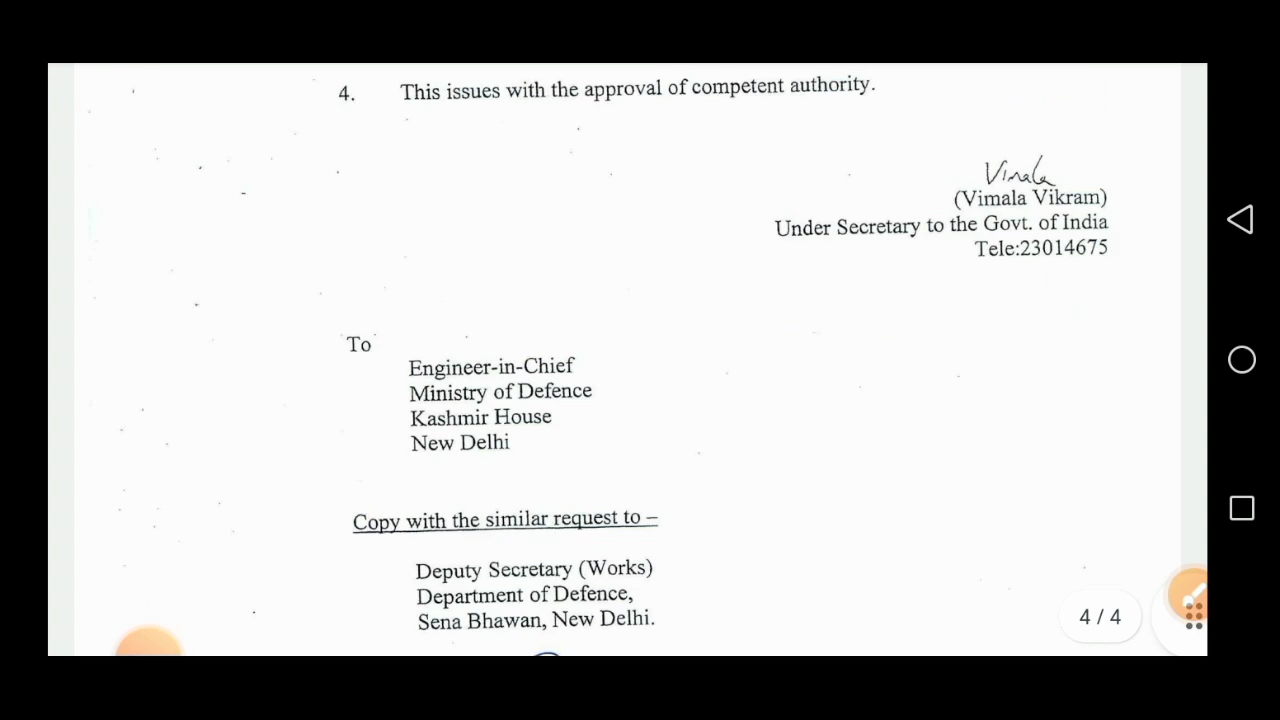 4. This issues with the approval of competent authority.
Vimala
(Vimala Vikram)
Under Secretary to the Govt. of India
Tele:23014675
To
Engineer-in-Chief
Ministry of Defence
Kashmir House
New Delhi
Copy with the similar request to –
Deputy Secretary (Works)
Department of Defence,
Sena Bhawan, New Delhi.
4 / 4